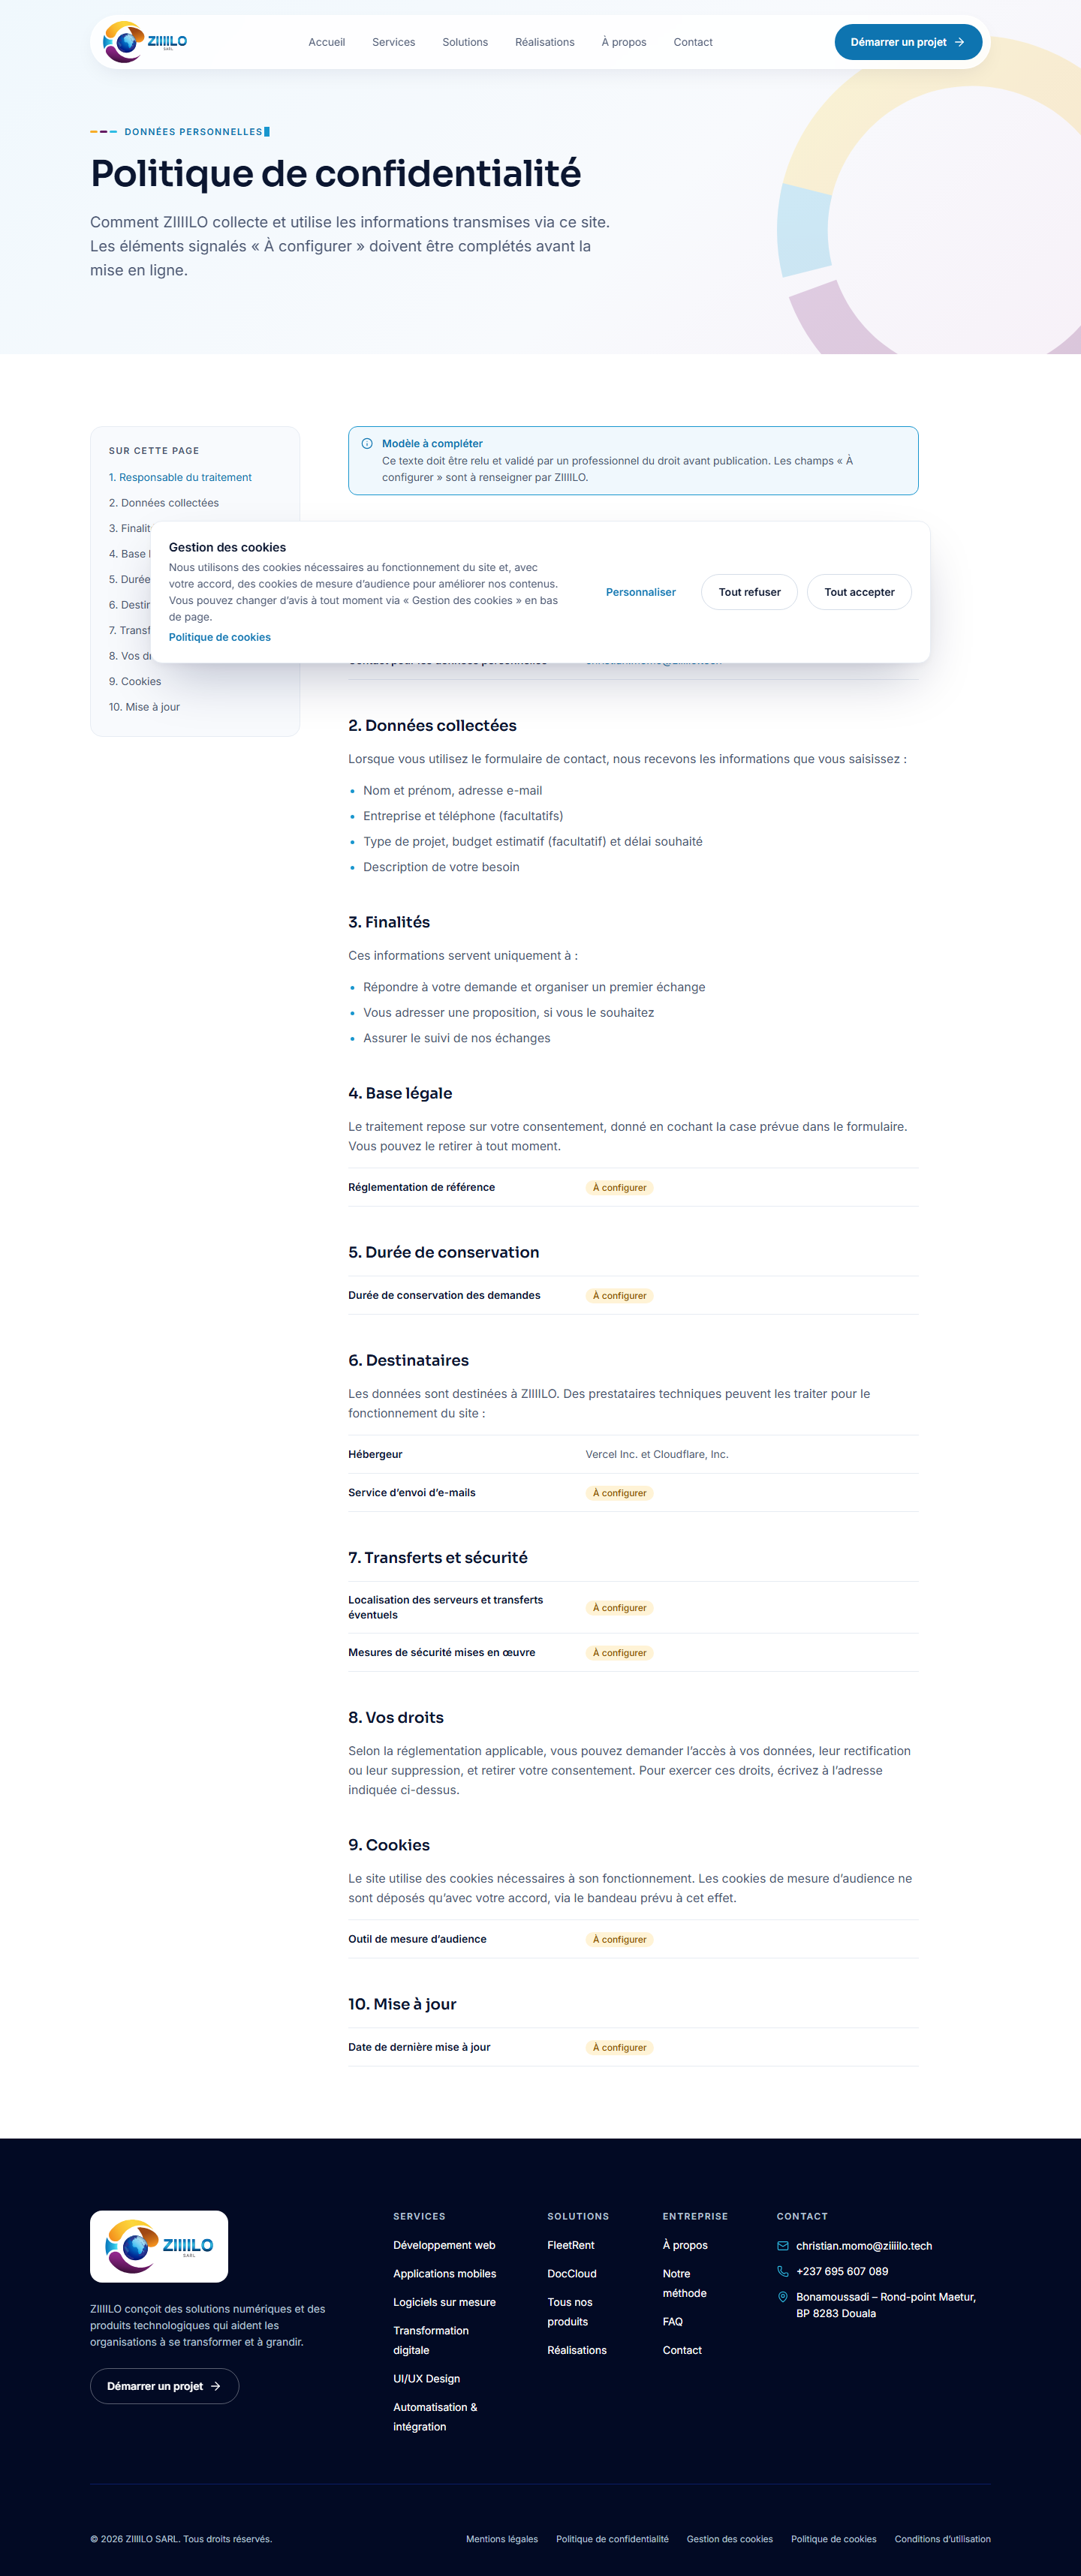 ZIIIILO
SARL
Accueil
Services
Solutions
Réalisations
À propos
Contact
Démarrer un projet
DONNÉES PERSONNELLES
Politique de confidentialité
Comment ZIIIILO collecte et utilise les informations transmises via ce site.
Les éléments signalés « À configurer » doivent être complétés avant la
mise en ligne.
SUR CETTE PAGE
1. Responsable du traitement
2. Données collectées
3.
4. Base
5. Durée
6.
7.
8. Vos
9. Cookies
10. Mise à jour
Modèle à compléter
Ce texte doit être relu et validé par un professionnel du droit avant publication. Les champs « À
configurer » sont à renseigner par ZIIIILO.
Gestion des cookies
Nous utilisons des cookies nécessaires au fonctionnement du site et, avec
votre accord, des cookies de mesure d’audience pour améliorer nos contenus.
Vous pouvez changer d’avis à tout moment via « Gestion des cookies » en bas
de page.
Politique de cookies
Personnaliser
Tout refuser
Tout accepter
2. Données collectées
Lorsque vous utilisez le formulaire de contact, nous recevons les informations que vous saisissez :
Nom et prénom, adresse e-mail
Entreprise et téléphone (facultatifs)
Type de projet, budget estimatif (facultatif) et délai souhaité
Description de votre besoin
3. Finalités
Ces informations servent uniquement à :
Répondre à votre demande et organiser un premier échange
Vous adresser une proposition, si vous le souhaitez
Assurer le suivi de nos échanges
4. Base légale
Le traitement repose sur votre consentement, donné en cochant la case prévue dans le formulaire.
Vous pouvez le retirer à tout moment.
Réglementation de référence
À configurer
5. Durée de conservation
Durée de conservation des demandes
À configurer
6. Destinataires
Les données sont destinées à ZIIIILO. Des prestataires techniques peuvent les traiter pour le
fonctionnement du site :
Hébergeur
Vercel Inc. et Cloudflare, Inc.
Service d’envoi d’e-mails
À configurer
7. Transferts et sécurité
Localisation des serveurs et transferts
éventuels
À configurer
Mesures de sécurité mises en œuvre
À configurer
8. Vos droits
Selon la réglementation applicable, vous pouvez demander l’accès à vos données, leur rectification
ou leur suppression, et retirer votre consentement. Pour exercer ces droits, écrivez à l’adresse
indiquée ci-dessus.
9. Cookies
Le site utilise des cookies nécessaires à son fonctionnement. Les cookies de mesure d’audience ne
sont déposés qu’avec votre accord, via le bandeau prévu à cet effet.
Outil de mesure d’audience
À configurer
10. Mise à jour
Date de dernière mise à jour
À configurer
ZIIIILO
SARL
ZIIIILO conçoit des solutions numériques et des
produits technologiques qui aident les
organisations à se transformer et à grandir.
Démarrer un projet
SERVICES
Développement web
Applications mobiles
Logiciels sur mesure
Transformation
digitale
UI/UX Design
Automatisation &
intégration
SOLUTIONS
FleetRent
DocCloud
Tous nos
produits
Réalisations
ENTREPRISE
À propos
Notre
méthode
FAQ
Contact
CONTACT
christian.momo@ziiiilo.tech
+237 695 607 089
Bonamoussadi – Rond-point Maetur,
BP 8283 Douala
© 2026 ZIIIILO SARL. Tous droits réservés.
Mentions légales
Politique de confidentialité
Gestion des cookies
Politique de cookies
Conditions d’utilisation